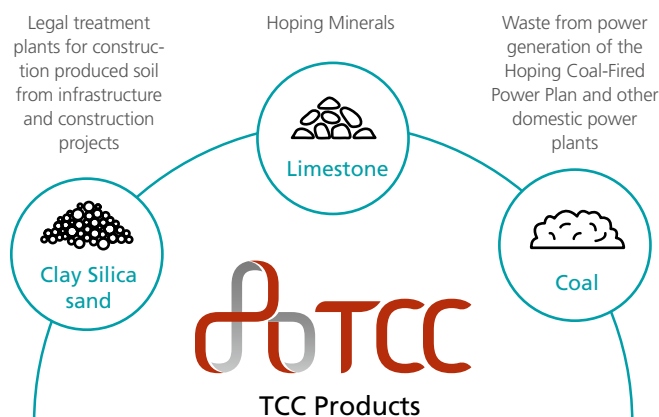 Legal treatment
plants for construc-
tion produced soil
from infrastructure
and construction
projects
Clay Silica
sand
Hoping Minerals
Limestone
Waste from power
generation of the
Hoping Coal-Fired
Power Plan and other
domestic power
plants
Coal
TCC
TCC Products